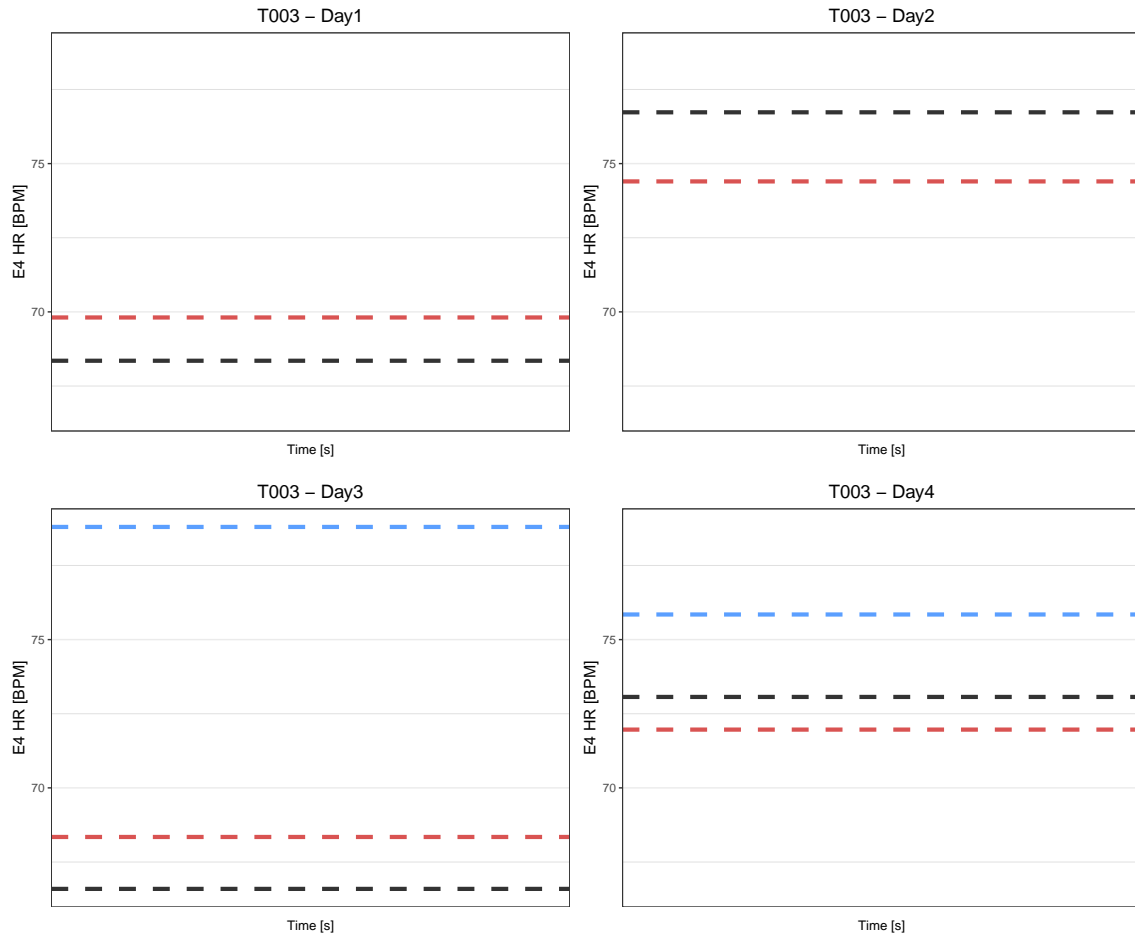 T003 – Day1
E4 HR [BPM]
75
70
Time [s]
T003 – Day2
E4 HR [BPM]
75
70
Time [s]
T003 – Day3
E4 HR [BPM]
75
70
Time [s]
T003 – Day4
E4 HR [BPM]
75
70
Time [s]